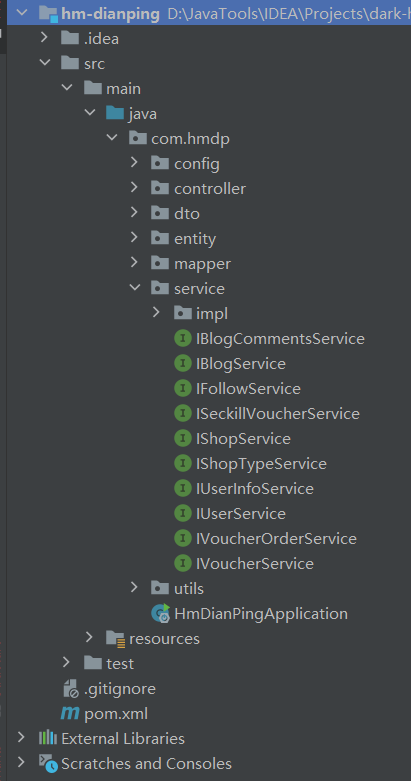 hm-dianping D:\JavaTools\IDEA\Projects\dark-h
.idea
src
main
java
com.hmdp
config
controller
dto
entity
mapper
service
impl
IBlogCommentsService
IBlogService
IFollowService
ISeckillVoucherService
IShopService
IShopTypeService
IUserInfoService
IUserService
IVoucherOrderService
IVoucherService
utils
HmDianPingApplication
resources
test
.gitignore
pom.xml
External Libraries
Scratches and Consoles